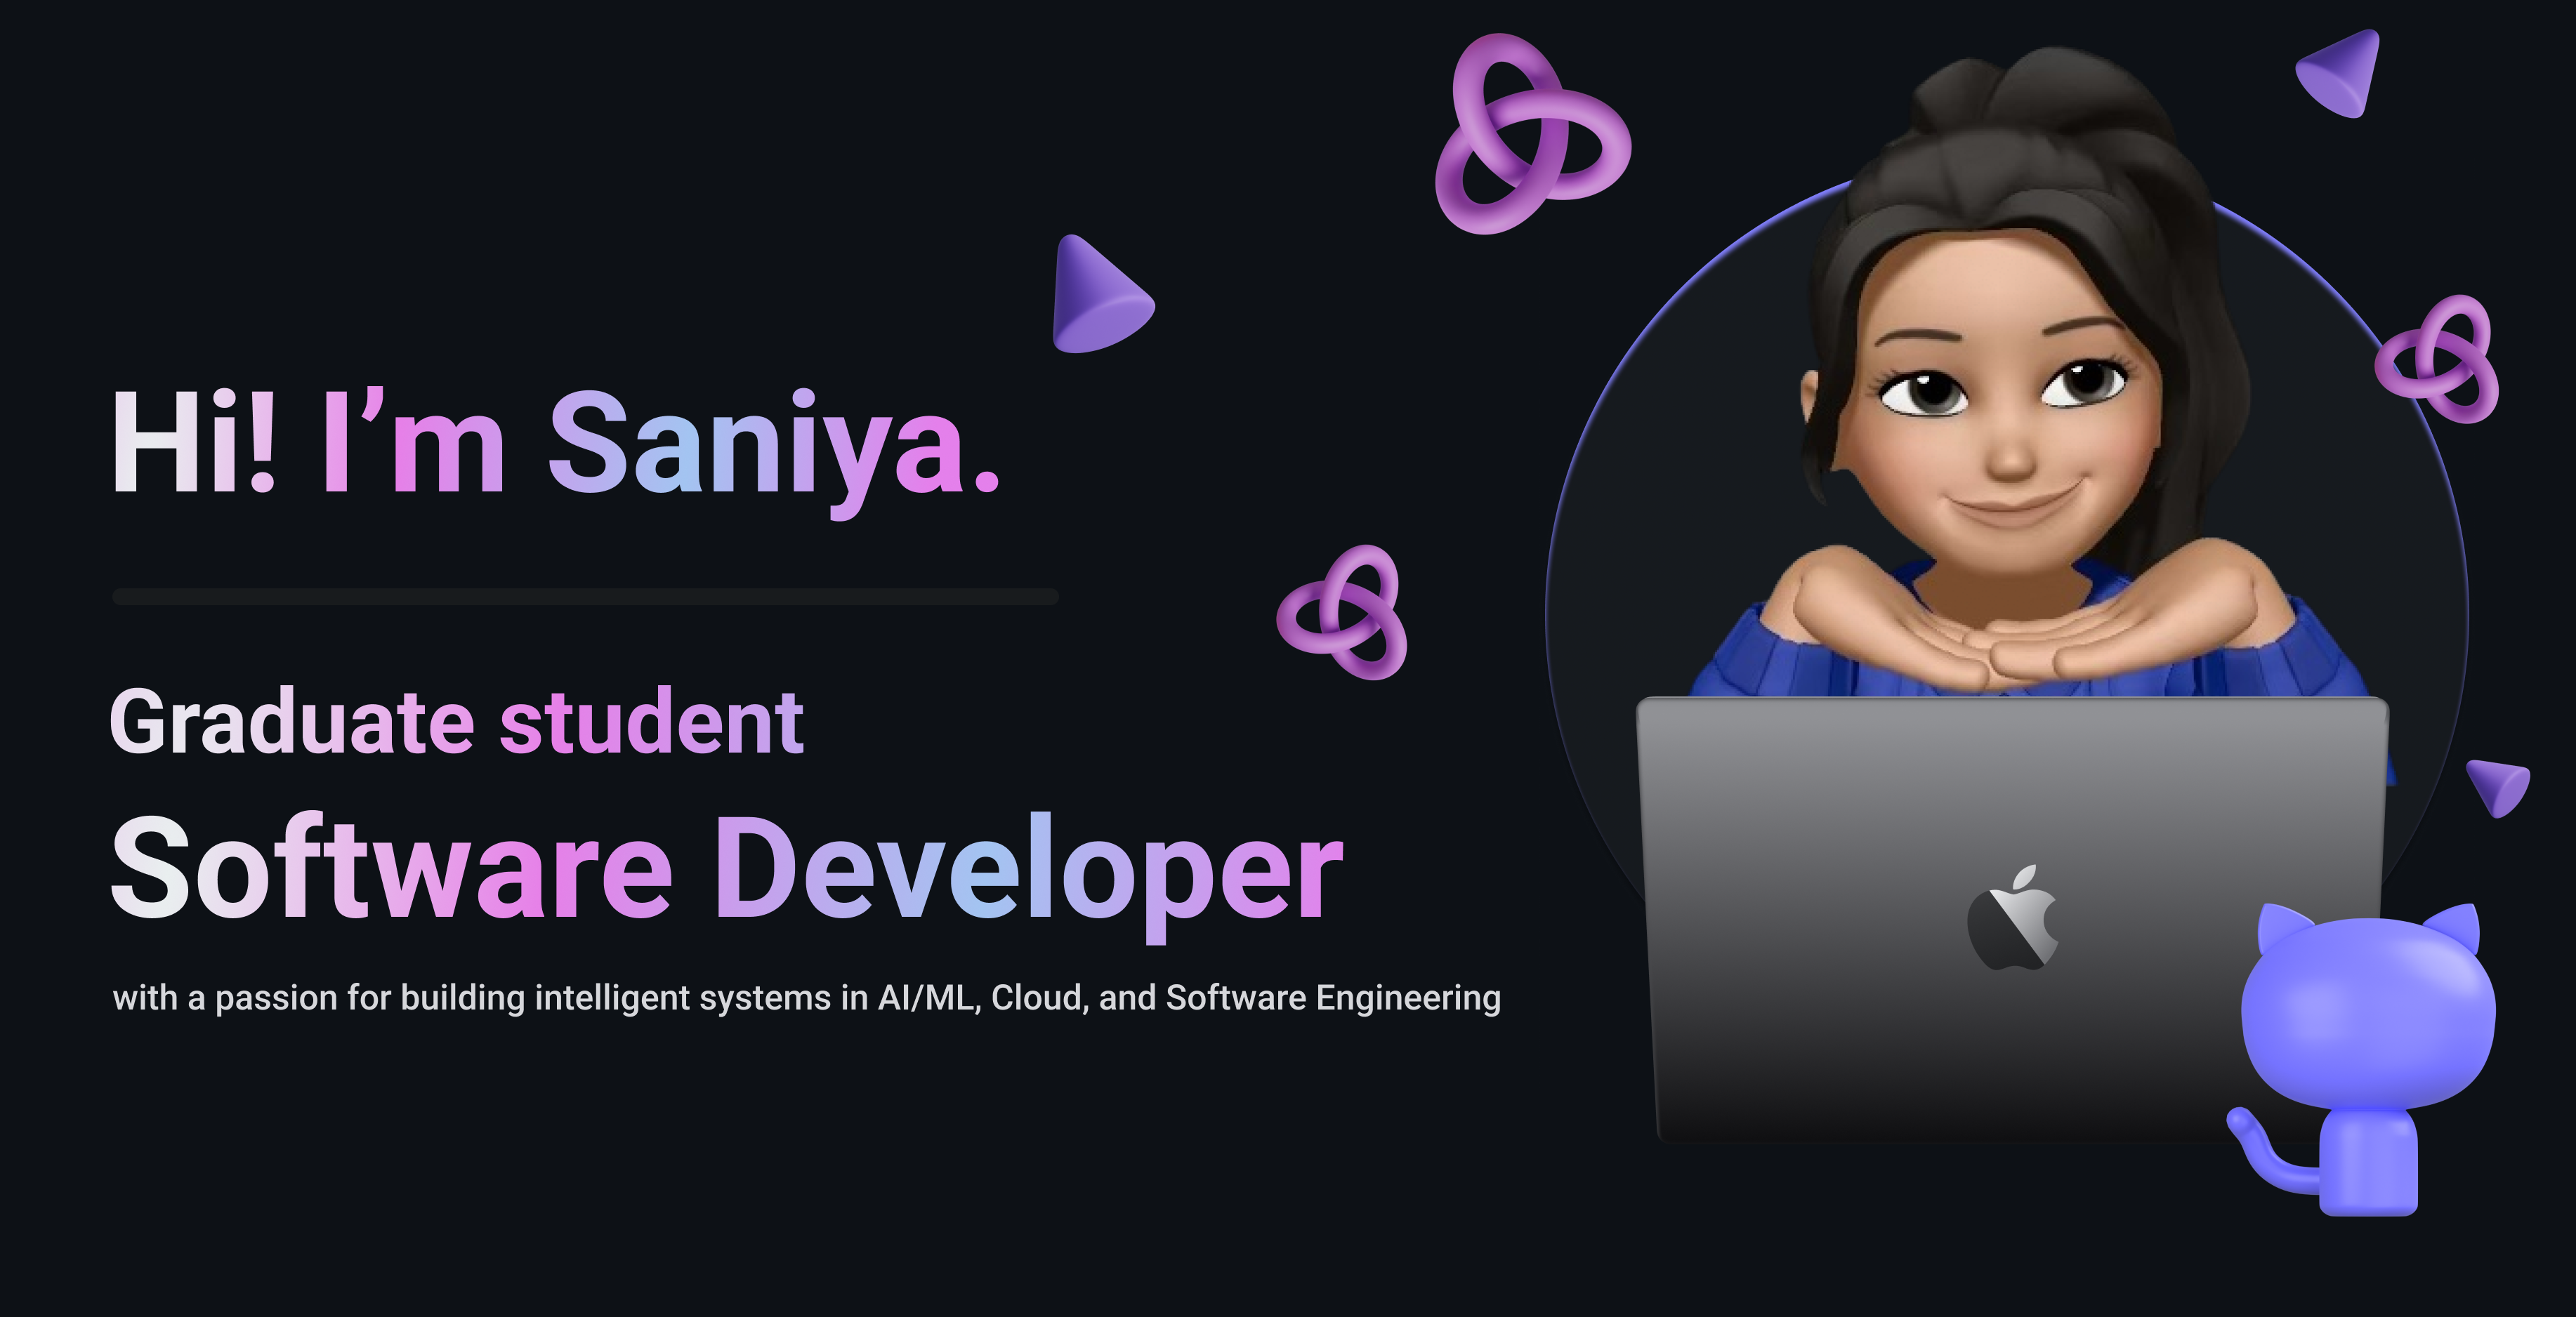 Hi! I’m Saniya.
Graduate student
Software Developer
with a passion for building intelligent systems in AI/ML, Cloud, and Software Engineering